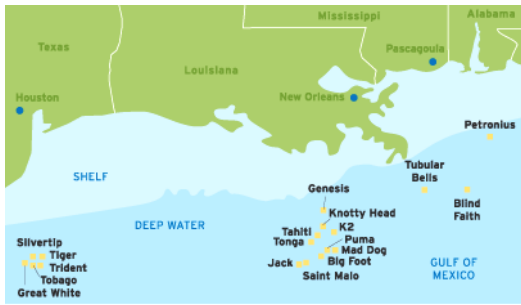 Mississippi
Alabama
Texas
Pascagoula
Louisiana
Houston
New Orleans
Petronius
Tubular
Bells
SHELF
Genesis
Blind
Faith
Knotty Head
DEEP WATER
K2
Tahiti
Tonga
Puma
Mad Dog
Big Foot
Jack
Saint Malo
Silvertip
Tiger
Trident
Tobago
Great White
GULF OF
MEXICO